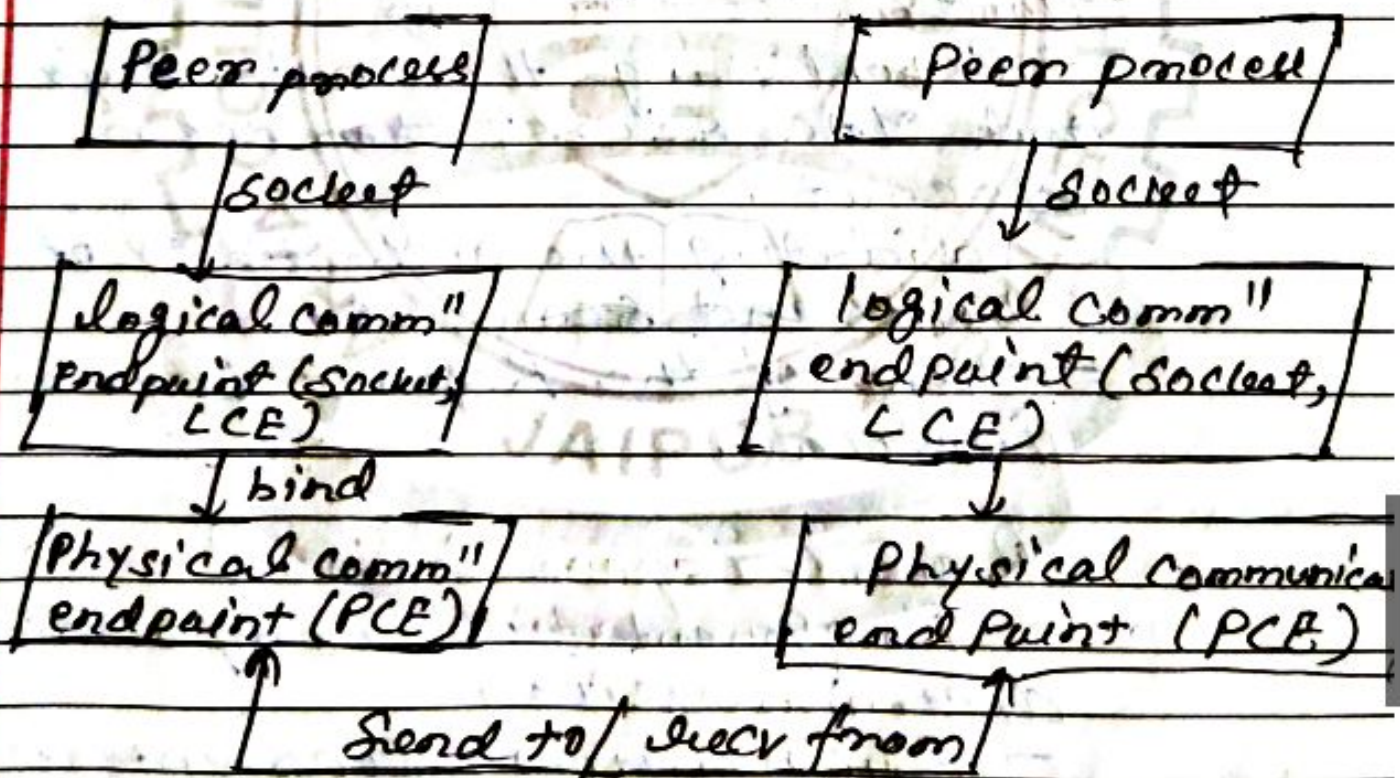 Peer process
Peer process
socket
socket
logical comm"
endpoint (socket,
LCE)
logical comm"
endpoint (socket,
LCE)
bind
Physical comm"
endpoint (PCE)
Physical communica
end Point (PCE)
Send to/ recv from
JAIPUR